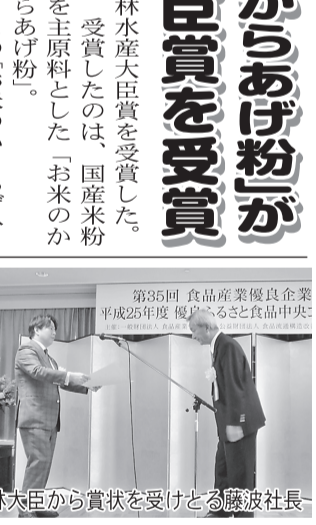 からあげ粉」が
臣賞を受賞
林水産大臣賞を受賞した。
受賞したのは、国産米粉
を主原料とした「お米のか
らあげ粉」。
第35回 食品産業優良企業
平成25年度 優良ふるさと食品中央コ
林大臣から賞状を受けとる藤波社長